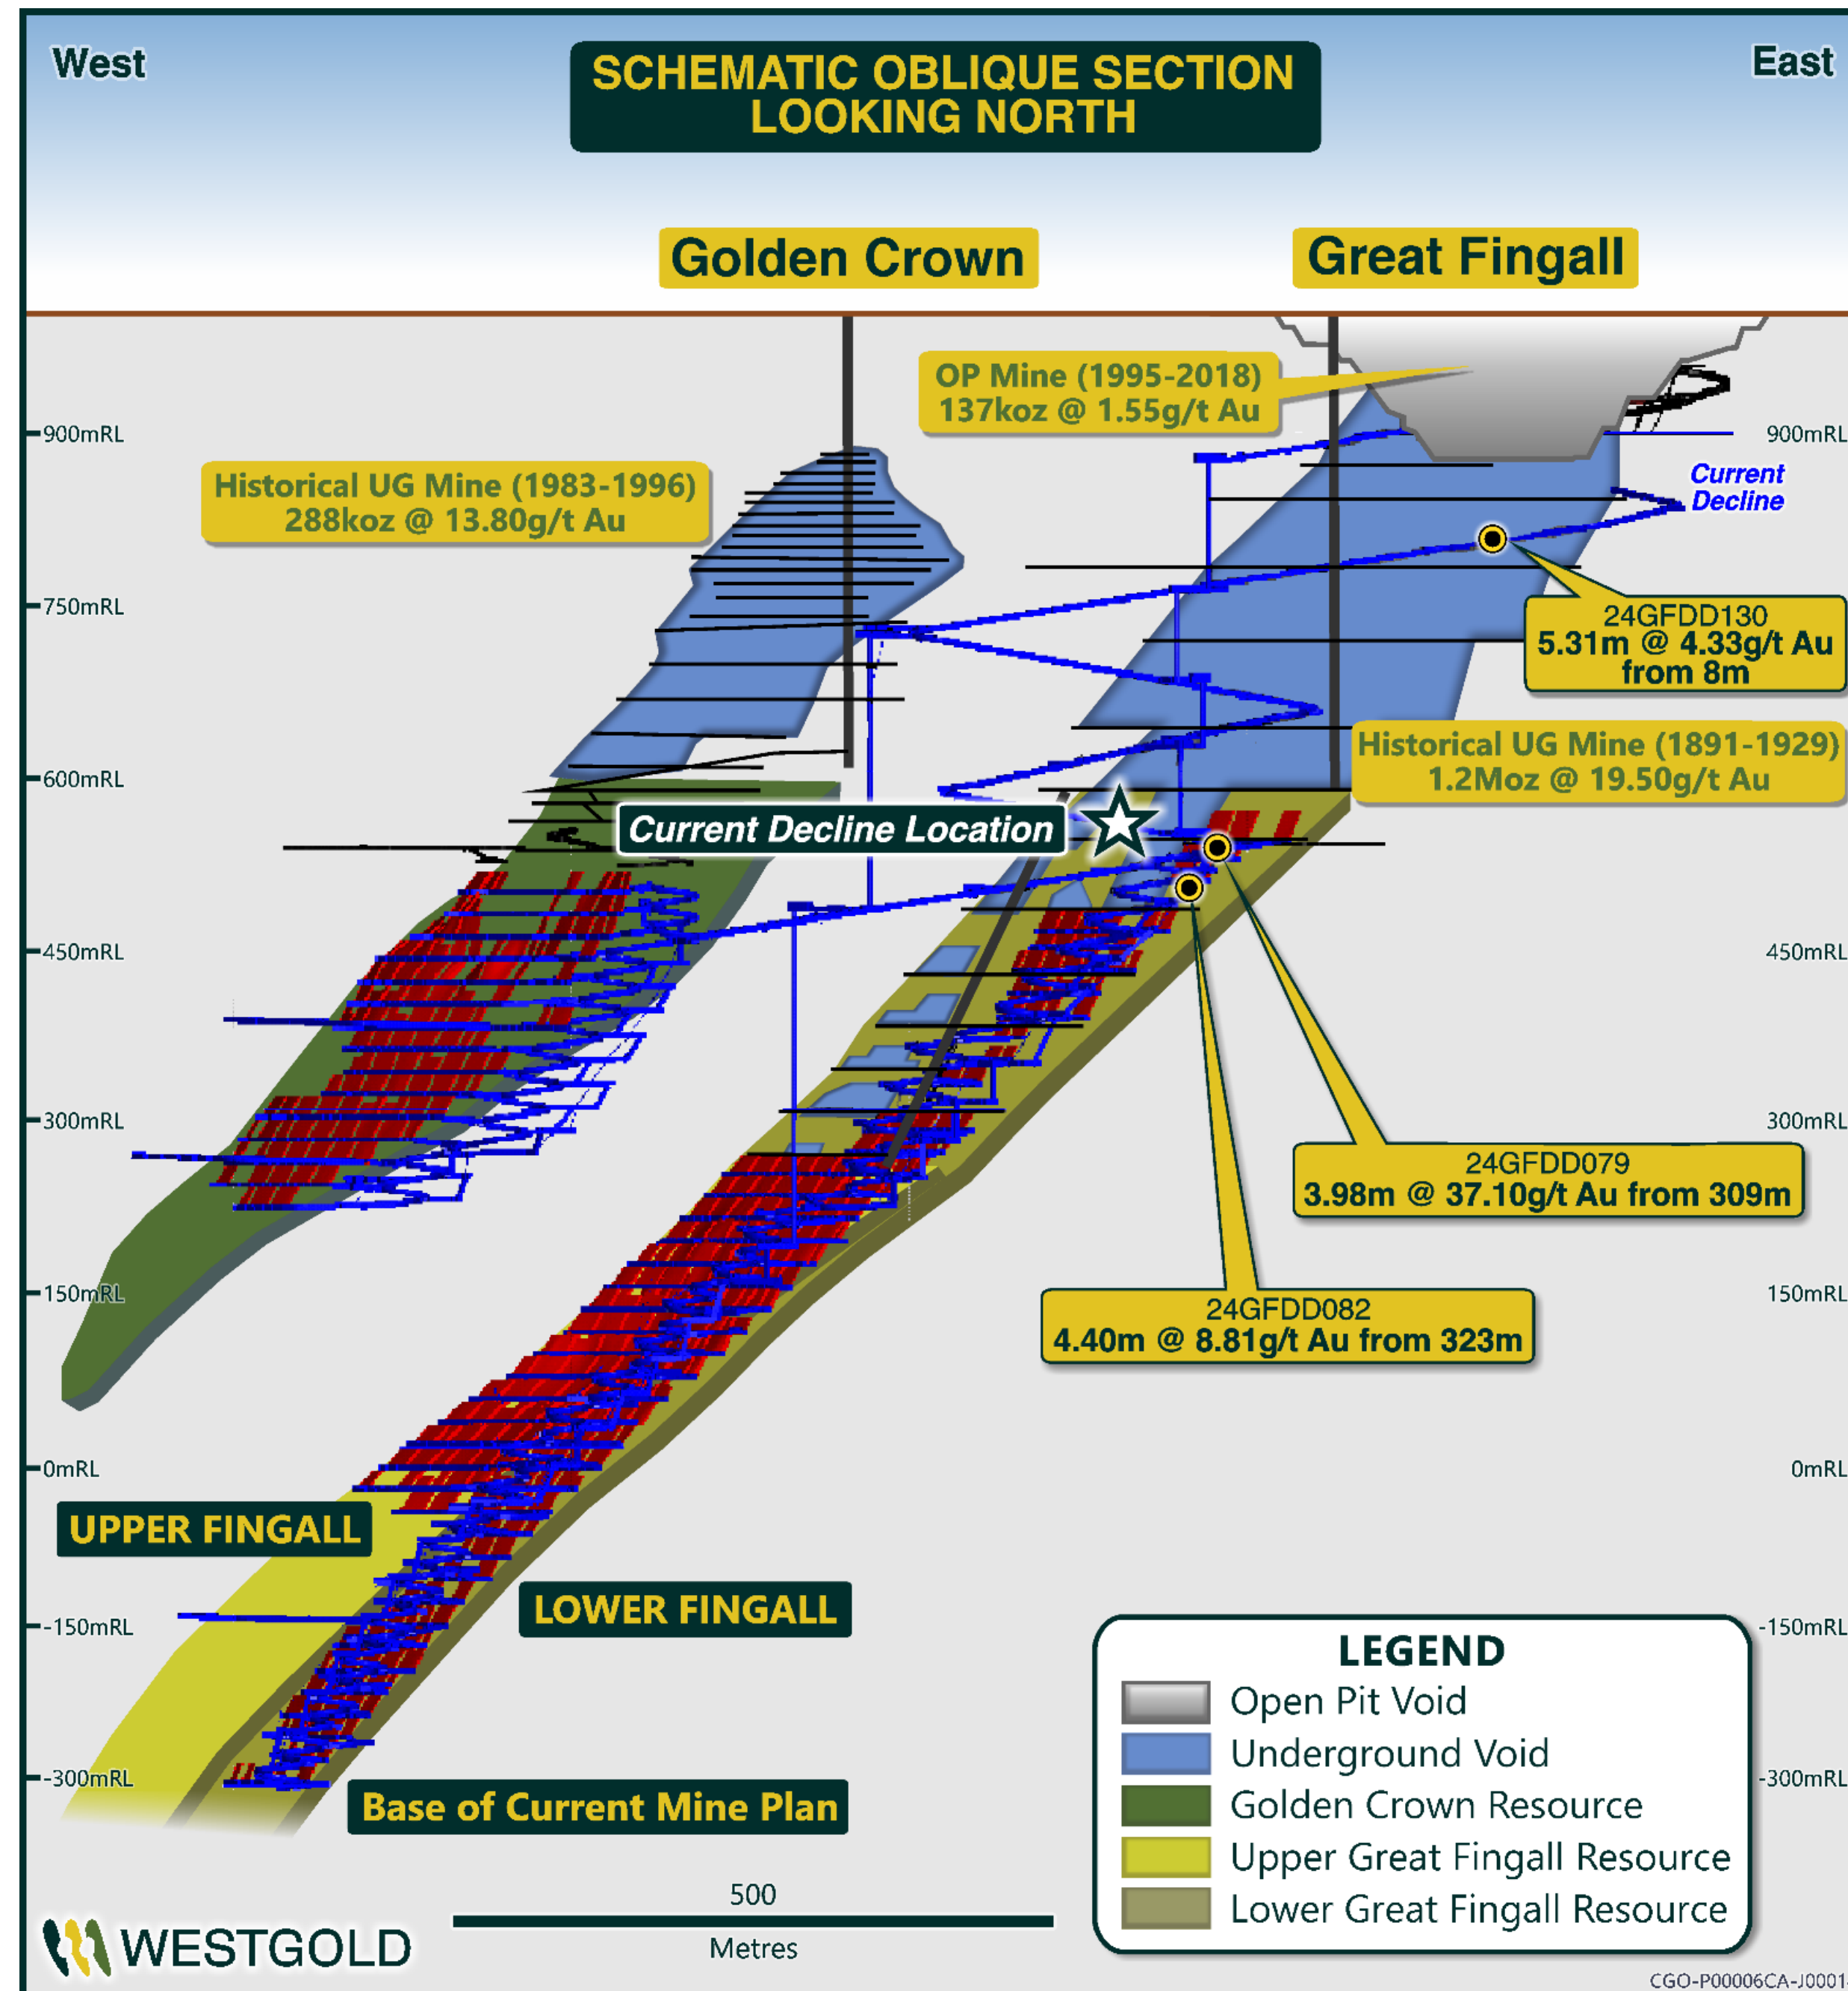 West
East
SCHEMATIC OBLIQUE SECTION
LOOKING NORTH
Golden Crown
Great Fingall
OP Mine (1995-2018)
137koz @ 1.55g/t Au
900mRL
900mRL
Historical UG Mine (1983-1996)
288koz @ 13.80g/t Au
Current
Decline
750mRL
24GFDD130
5.31m @ 4.33g/t Au
from 8m
Historical UG Mine (1891-1929)
1.2Moz @ 19.50g/t Au
600mRL
Current Decline Location
450mRL
450mRL
300mRL
300mRL
24GFDD079
3.98m @ 37.10g/t Au from 309m
150mRL
150mRL
24GFDD082
4.40m @ 8.81g/t Au from 323m
0mRL
0mRL
UPPER FINGALL
LOWER FINGALL
-150mRL
-150mRL
-300mRL
-300mRL
Base of Current Mine Plan
LEGEND
Open Pit Void
Underground Void
Golden Crown Resource
Upper Great Fingall Resource
Lower Great Fingall Resource
500
Metres
WESTGOLD